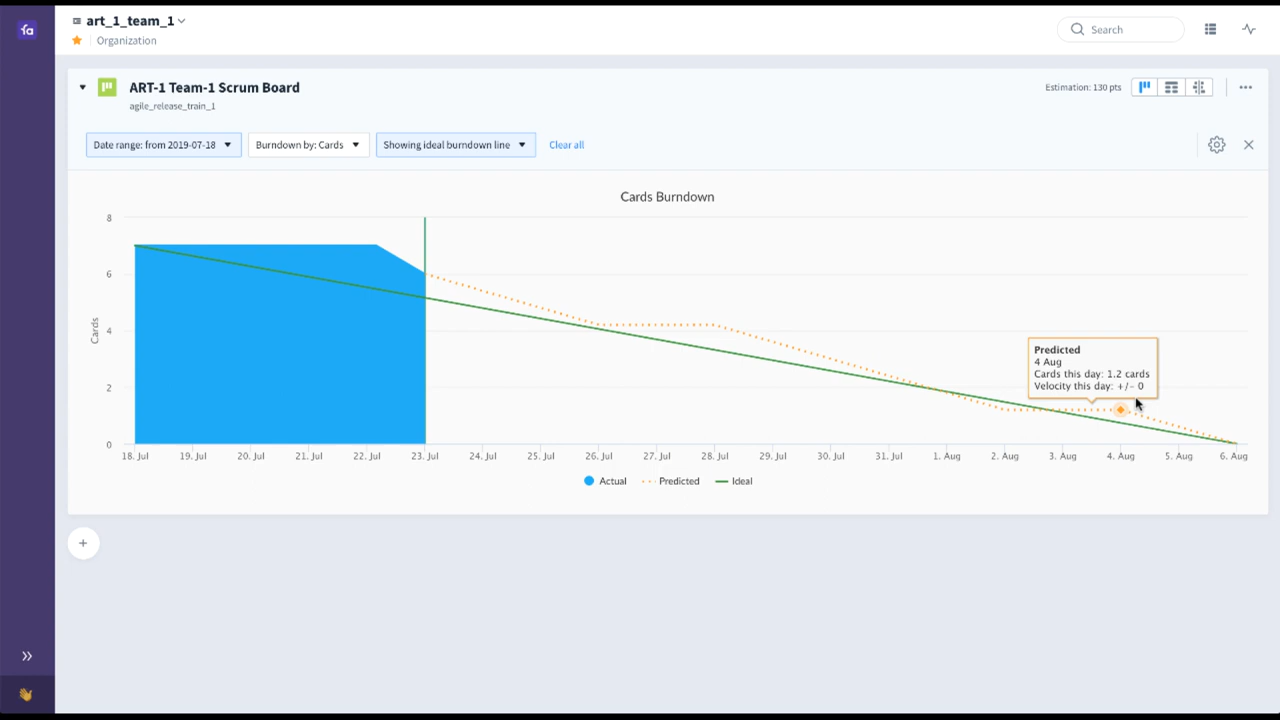 fa
art_1_team_1
Organization
Search
ART-1 Team-1 Scrum Board
agile_release_train_1
Estimation: 130 pts
Date range: from 2019-07-18
Burndown by: Cards
Showing ideal burndown line
Clear all
Cards Burndown
8
6
4
2
0
Cards
Predicted
4 Aug
Cards this day: 1.2 cards
Velocity this day: +/- 0
18. Jul 19. Jul 20. Jul 21. Jul 22. Jul 23. Jul 24. Jul 25. Jul 26. Jul 27. Jul 28. Jul 29. Jul 30. Jul 31. Jul 1. Aug 2. Aug 3. Aug 4. Aug 5. Aug 6. Aug
Actual Predicted Ideal